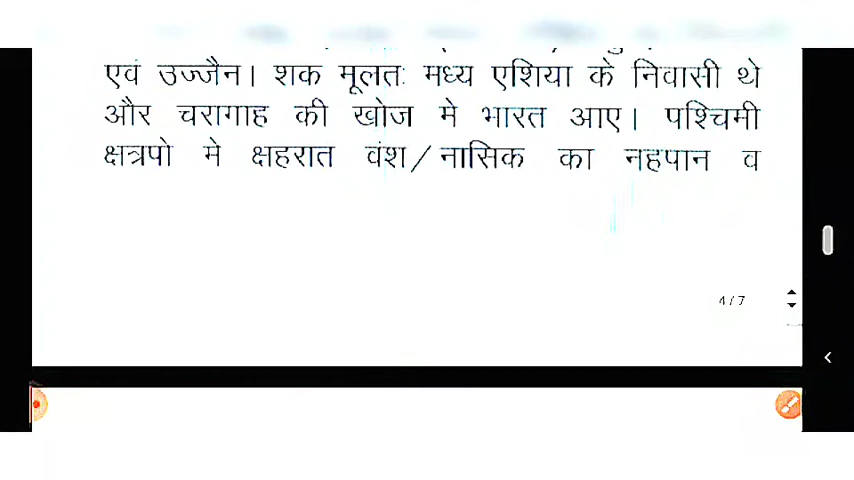 एवं उज्जैन। शक मूलतः मध्य एशिया के निवासी थे
और चरागाह की खोज मे भारत आए। पश्चिमी
क्षत्रपो मे क्षहरात वंश/नासिक का नहपान व
4/7